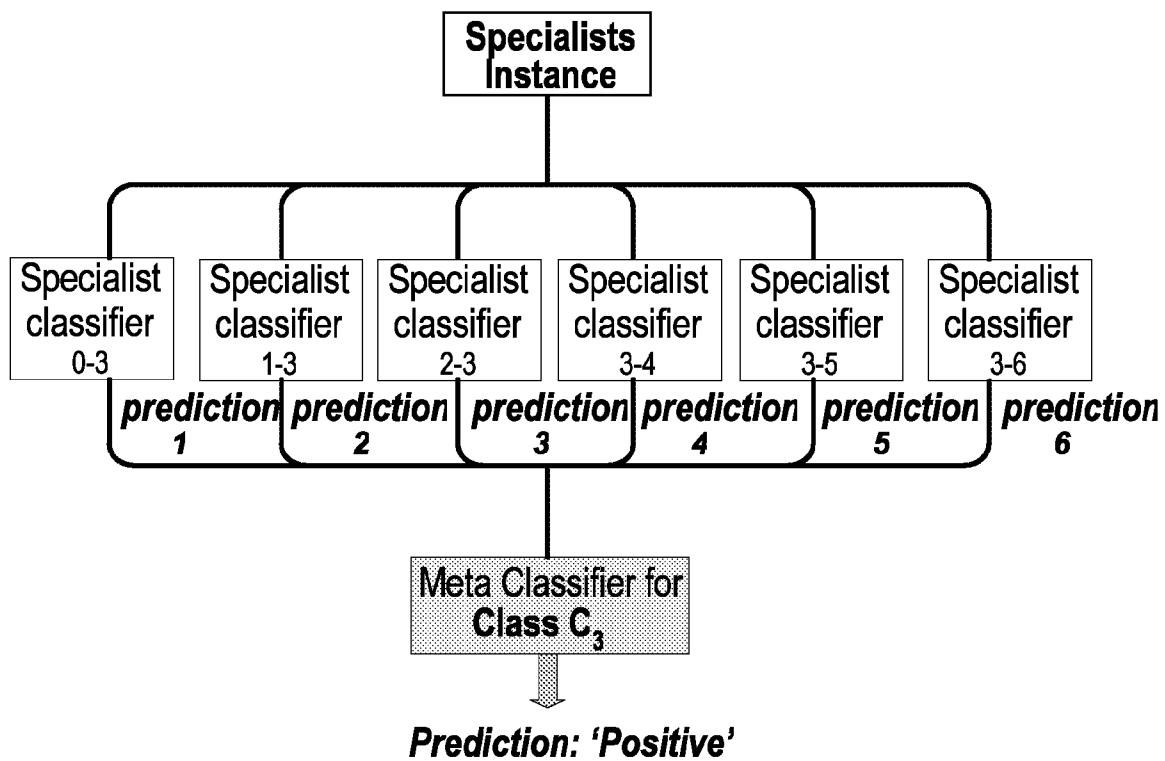 Specialists
Instance
Specialist
classifier
0-3
Specialist
classifier
1-3
Specialist
classifier
2-3
Specialist
classifier
3-4
Specialist
classifier
3-5
Specialist
classifier
3-6
prediction
1
prediction
2
prediction
3
prediction
4
prediction
5
prediction
6
Meta Classifier for
Class C₃
Prediction: ‘Positive’